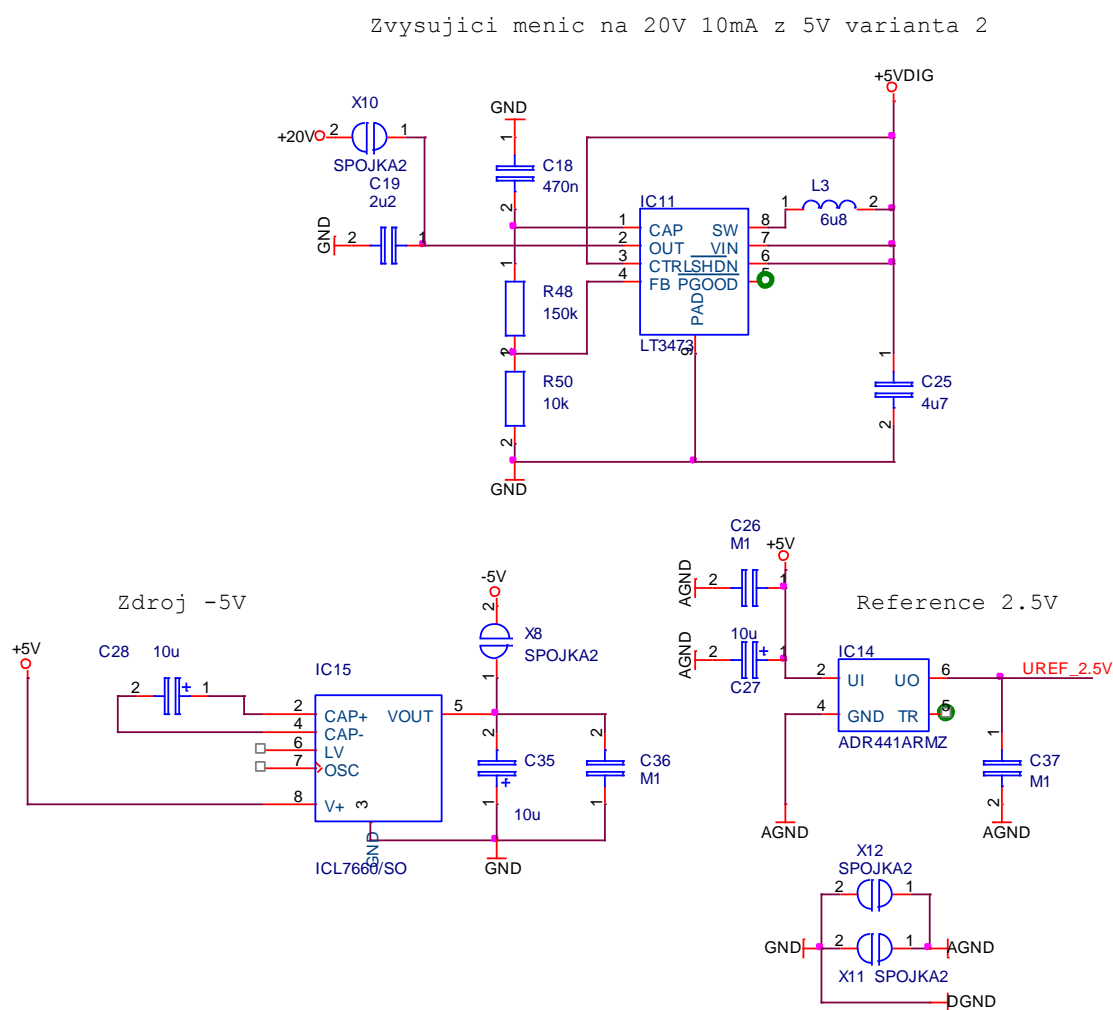 Zvysujici menic na 20V 10mA z 5V varianta 2
+5VDIG
X10
+20V 2 1
SPOJKA2
GND
1
C18
470n
2
C19
2u2
GND 2 1
IC11
L3
1 2
6u8
1 CAP SW 8
2 OUT VIN 7
3 CTRL SHDN 6
4 FB PGOOD 5
PAD
9
LT3473
1
R48
150k
2
R50
10k
2
GND
1
C25
4u7
2
Zdroj -5V
+5V
C28 10u
2 1
IC15
2 CAP+ VOUT 5
4 CAP-
6 LV
7 OSC
8 V+ 3
GND
ICL7660/SO
-5V
2
X8
SPOJKA2
1
2
C35
1
10u
2
C36
M1
1
GND
C26
M1 +5V
AGND 2 1
10u
AGND 2 1
C27
Reference 2.5V
IC14
2 UI UO 6 UREF_2.5V
4 GND TR 5
ADR441ARMZ
1
C37
M1
2
AGND
AGND
X12
SPOJKA2
2 1
GND 2 1 AGND
X11 SPOJKA2
DGND